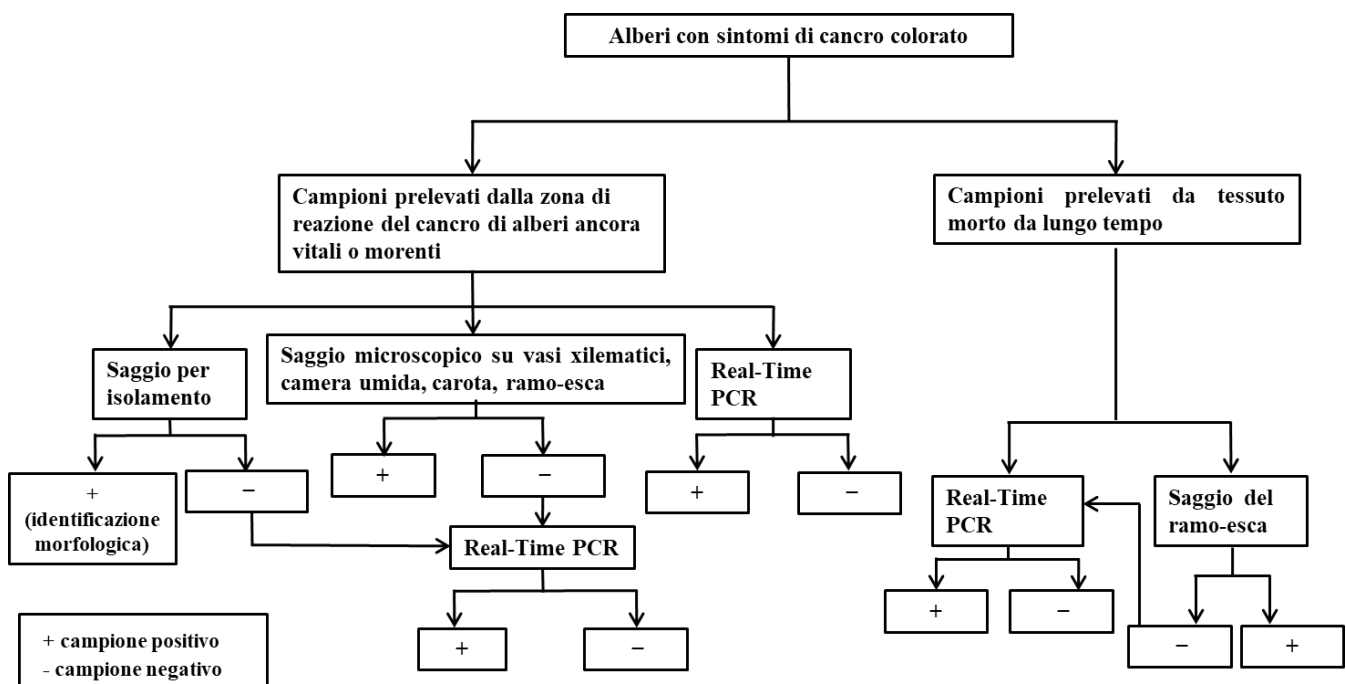 Alberi con sintomi di cancro colorato
Campioni prelevati dalla zona di
reazione del cancro di alberi ancora
vitali o morenti
Campioni prelevati da tessuto
morto da lungo tempo
Saggio per
isolamento
Saggio microscopico su vasi xilematici,
camera umida, carota, ramo-esca
Real-Time
PCR
+
(identificazione
morfologica)
−
+
−
+
−
Real-Time PCR
+
−
Real-Time
PCR
Saggio del
ramo-esca
+
−
−
+
+ campione positivo
- campione negativo